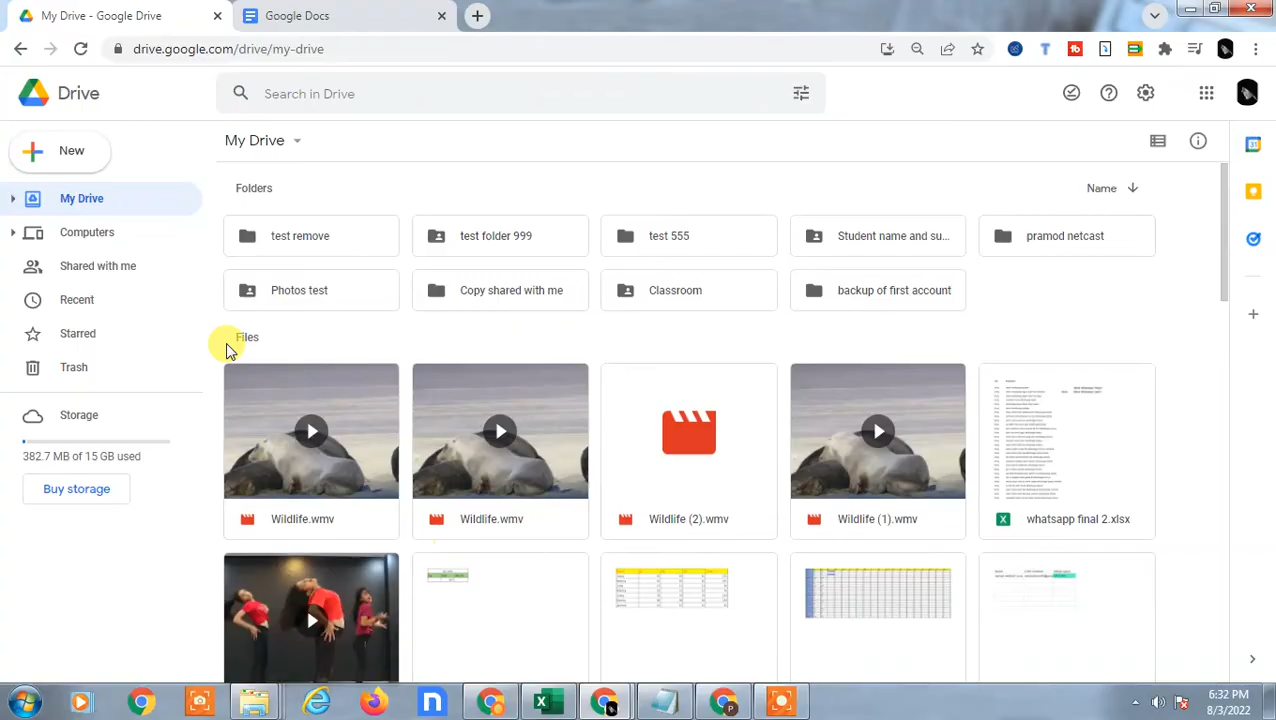 My Drive - Google Drive
Google Docs
drive.google.com/drive/my-drive
Drive
Search in Drive
New
My Drive
My Drive
Computers
Shared with me
Recent
Starred
Trash
Storage
382.7 MB of 15 GB used
Buy storage
Folders
Name
test remove
test folder 999
test 555
Student name and su...
pramod netcast
Photos test
Copy shared with me
Classroom
backup of first account
Files
Wildlife.wmv
Wildlife.wmv
Wildlife (2).wmv
Wildlife (1).wmv
whatsapp final 2.xlsx
6:32 PM
8/3/2022